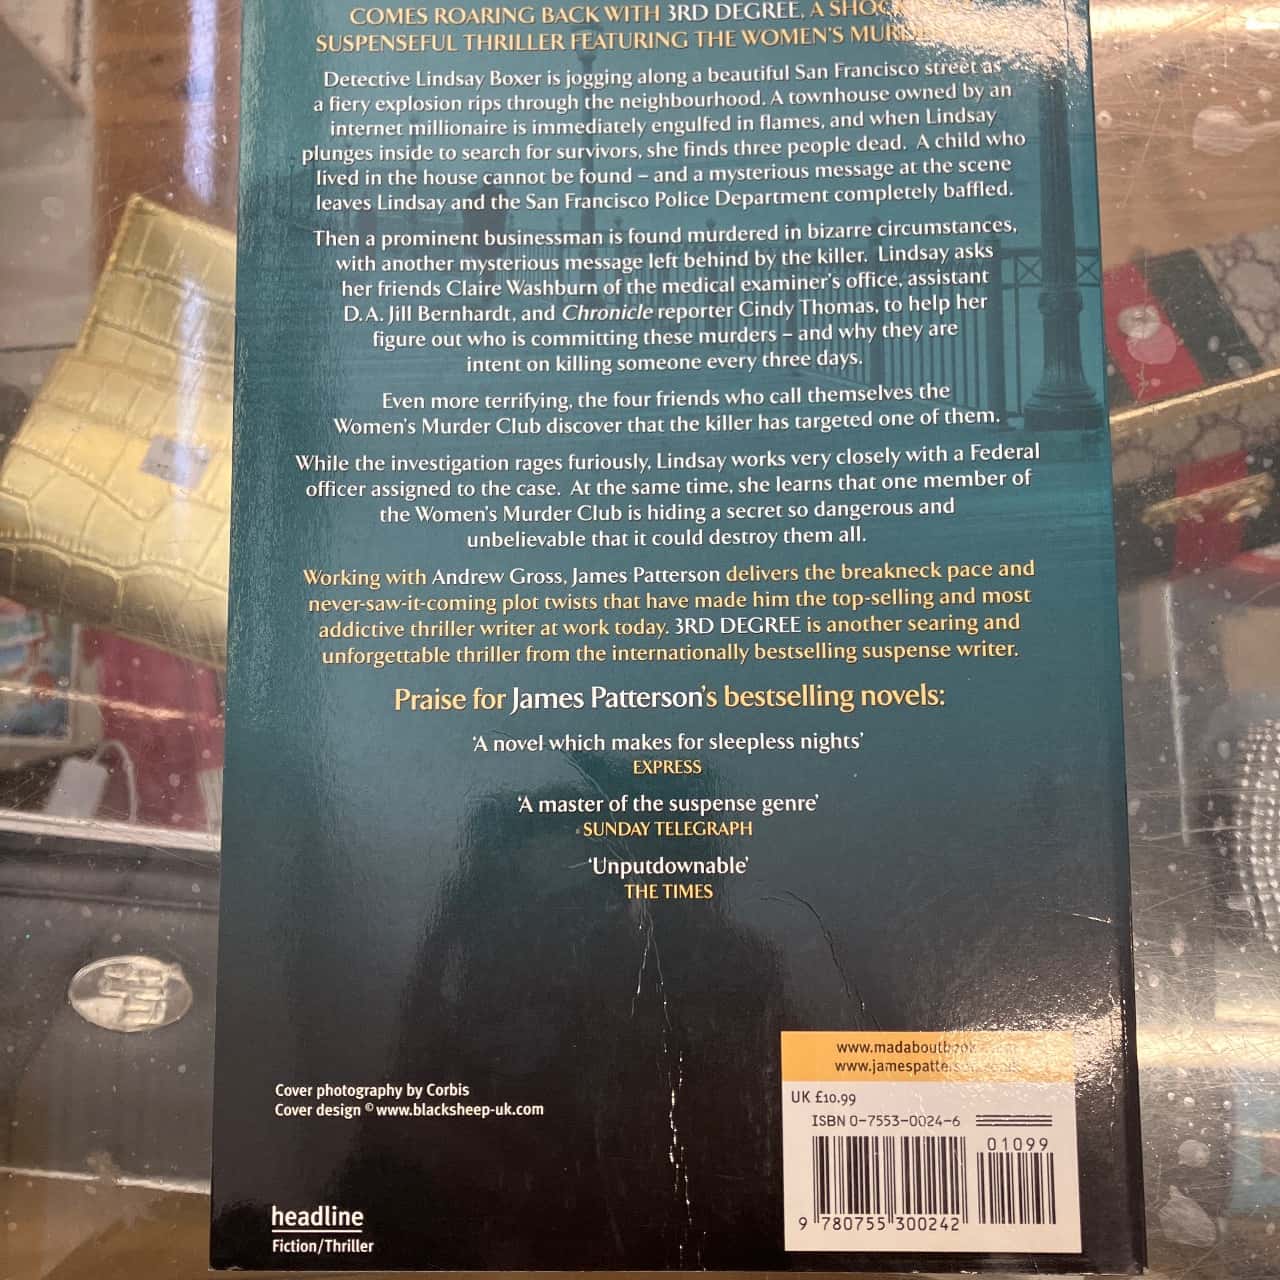 COMES ROARING BACK WITH 3RD DEGREE, A
SUSPENSEFUL THRILLER FEATURING THE WOMEN'S
Detective Lindsay Boxer is jogging along a beautiful San Francisco street as
a fiery explosion rips through the neighbourhood. A townhouse owned by an
internet millionaire is immediately engulfed in flames, and when Lindsay
plunges inside to search for survivors, she finds three people dead. A child who
lived in the house cannot be found – and a mysterious message at the scene
leaves Lindsay and the San Francisco Police Department completely baffled.
Then a prominent businessman is found murdered in bizarre circumstances,
with another mysterious message left behind by the killer. Lindsay asks
her friends Claire Washburn of the medical examiner's office, assistant
D.A. Jill Bernhardt, and Chronicle reporter Cindy Thomas, to help her
figure out who is committing these murders – and why they are
intent on killing someone every three days.
Even more terrifying, the four friends who call themselves the
Women's Murder Club discover that the killer has targeted one of them.
While the investigation rages furiously, Lindsay works very closely with a Federal
officer assigned to the case. At the same time, she learns that one member of
the Women's Murder Club is hiding a secret so dangerous and
unbelievable that it could destroy them all.
Working with Andrew Gross, James Patterson delivers the breakneck pace and
never-saw-it-coming plot twists that have made him the top-selling and most
addictive thriller writer at work today. 3RD DEGREE is another searing and
unforgettable thriller from the internationally bestselling suspense writer.
Praise for James Patterson's bestselling novels:
'A novel which makes for sleepless nights'
EXPRESS
'A master of the suspense genre'
SUNDAY TELEGRAPH
'Unputdownable'
THE TIMES
Cover photography by Corbis
Cover design © www.blacksheep-uk.com
headline
Fiction/Thriller
UK £10.99
ISBN 0-7553-0024-6
01099
9 780755 300242